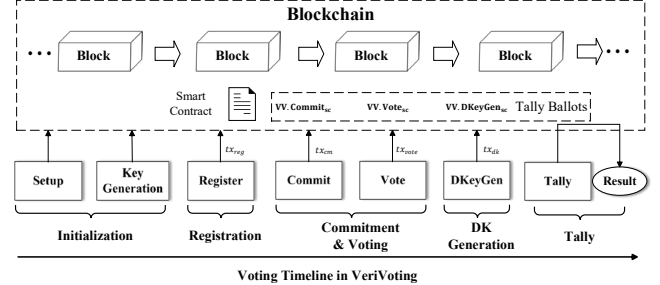 Blockchain
... Block Block Block Block ...
Smart
Contract
VV.Commit_sc VV.Vote_sc VV.DKeyGen_sc Tally Ballots
tx_reg tx_cm tx_vote tx_dk
Setup Key
Generation Register Commit Vote DKeyGen Tally Result
Initialization Registration Commitment
& Voting DK
Generation Tally
Voting Timeline in VeriVoting